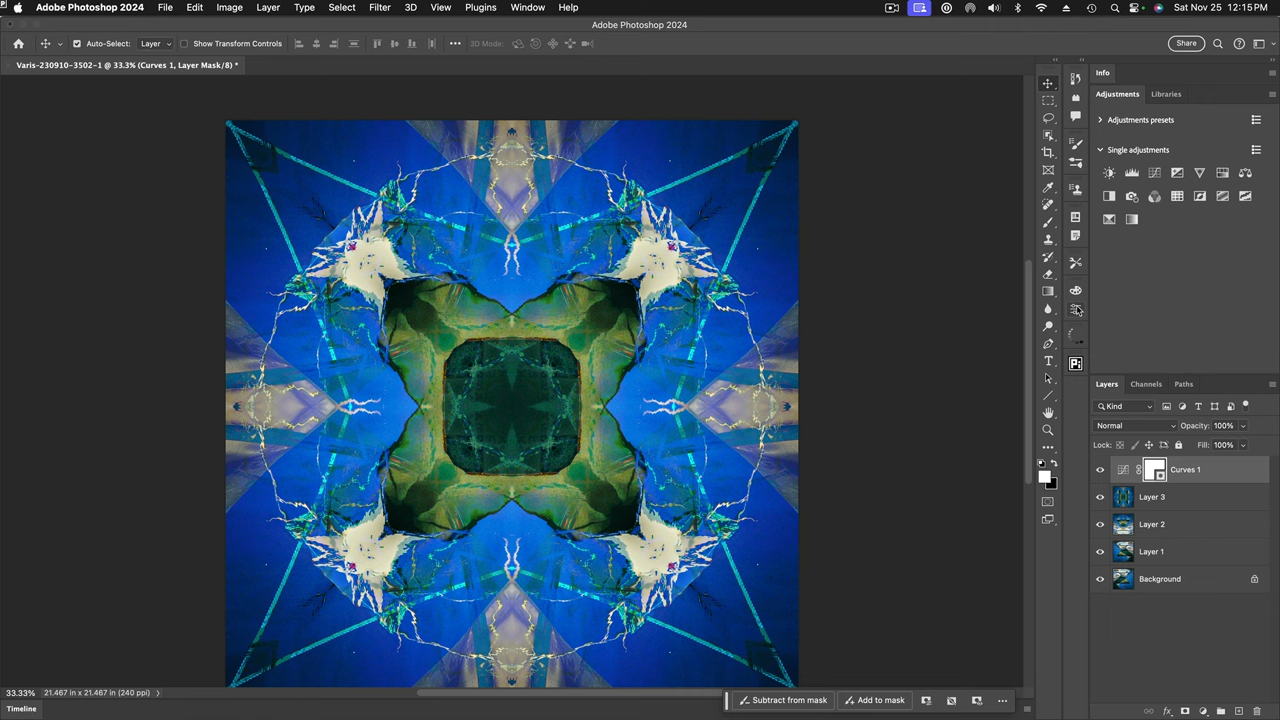 Adobe Photoshop 2024 File Edit Image Layer Type Select Filter 3D View Plugins Window Help Sat Nov 25 12:15 PM
Adobe Photoshop 2024
Auto-Select: Layer Show Transform Controls 3D Mode: Share
Varis-230910-3502-1 @ 33.3% (Curves 1, Layer Mask/8) *
Info
Adjustments Libraries
Adjustments presets
Single adjustments
Layers Channels Paths
Kind
Normal Opacity: 100%
Lock: Fill: 100%
Curves 1
Layer 3
Layer 2
Layer 1
Background
33.33% 21.467 in x 21.467 in (240 ppi)
Subtract from mask Add to mask
Timeline